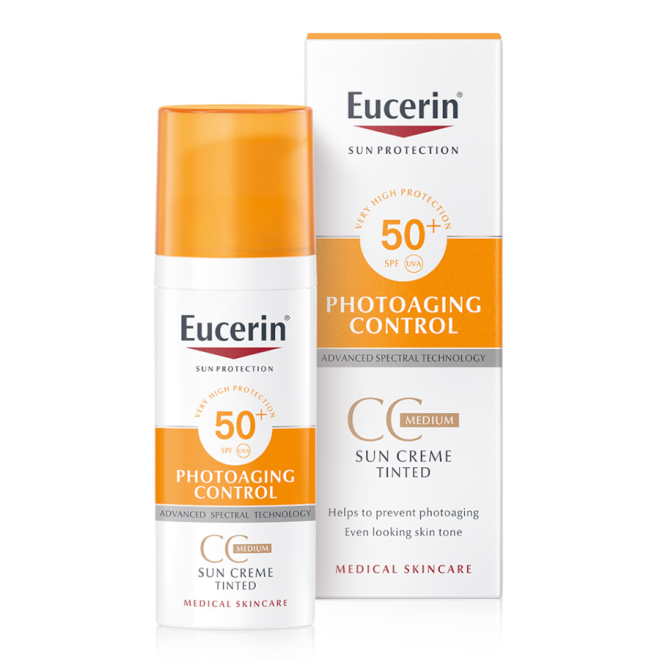 Eucerin®
SUN PROTECTION
VERY HIGH PROTECTION
50+
SPF UVA
PHOTOAGING
CONTROL
ADVANCED SPECTRAL TECHNOLOGY
CC MEDIUM
SUN CREME
TINTED
MEDICAL SKINCARE
Eucerin®
SUN PROTECTION
VERY HIGH PROTECTION
50+
SPF UVA
PHOTOAGING
CONTROL
ADVANCED SPECTRAL TECHNOLOGY
CC MEDIUM
SUN CREME
TINTED
Helps to prevent photoaging
Even looking skin tone
MEDICAL SKINCARE